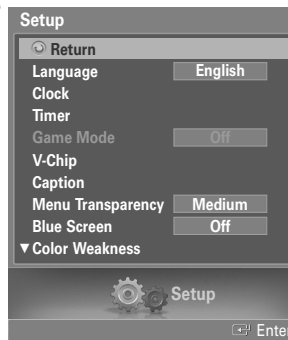 Setup
Return
Language English
Clock
Timer
Game Mode Off
V-Chip
Caption
Menu Transparency Medium
Blue Screen Off
▼Color Weakness
Setup
Enter